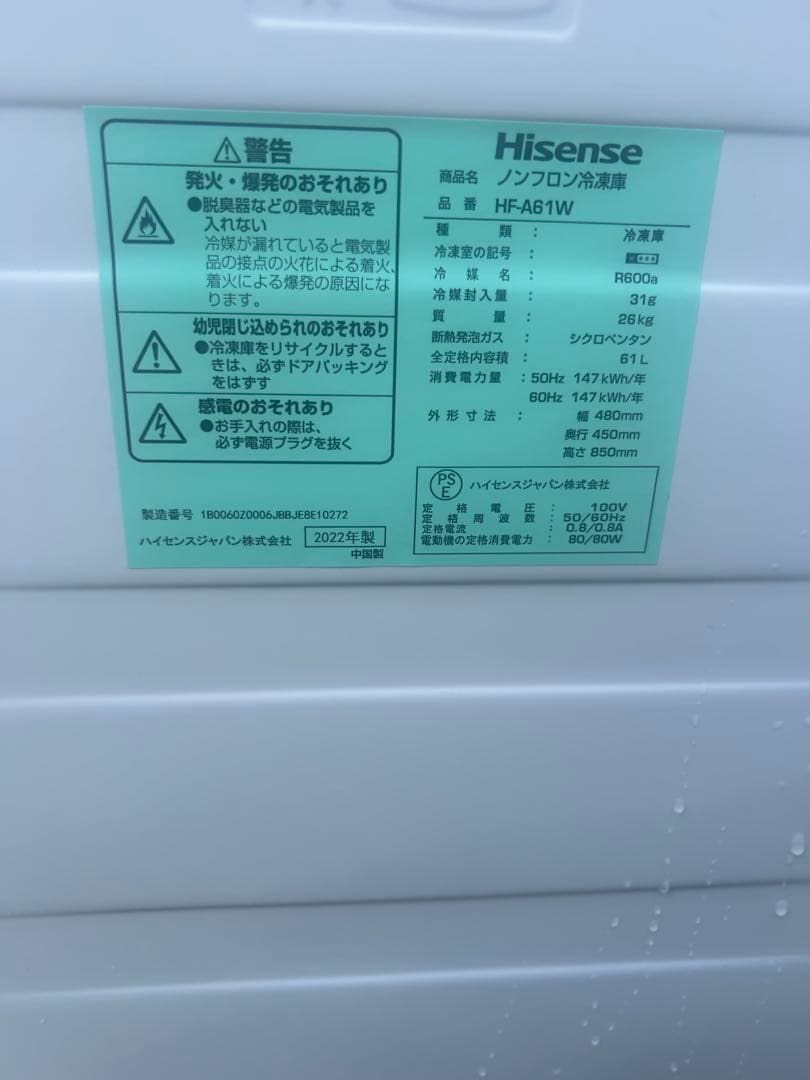 ⚠警告
発火・爆発のおそれあり
●脱臭器などの電気製品を
入れない
冷媒が漏れていると電気製
品の接点の火花による着火、
着火による爆発の原因にな
ります。
幼児閉じ込められのおそれあり
●冷凍庫をリサイクルすると
きは、必ずドアパッキング
をはずす
感電のおそれあり
●お手入れの際は、
必ず電源プラグを抜く
製造番号 1B0060Z0006JBBJE8E10272
ハイセンスジャパン株式会社 2022年製
中国製
Hisense
商品名 ノンフロン冷凍庫
品番 HF-A61W
種類: 冷凍庫
冷凍室の記号:
冷媒名: R600a
冷媒封入量: 31g
質量: 26kg
断熱発泡ガス: シクロペンタン
全定格内容積: 61L
消費電力量:50Hz 147kWh/年
60Hz 147kWh/年
外形寸法: 幅 480mm
奥行 450mm
高さ 850mm
PSE ハイセンスジャパン株式会社
定格電圧: 100V
定格周波数: 50/60Hz
定格電流: 0.8/0.8A
電動機の定格消費電力: 80/80W